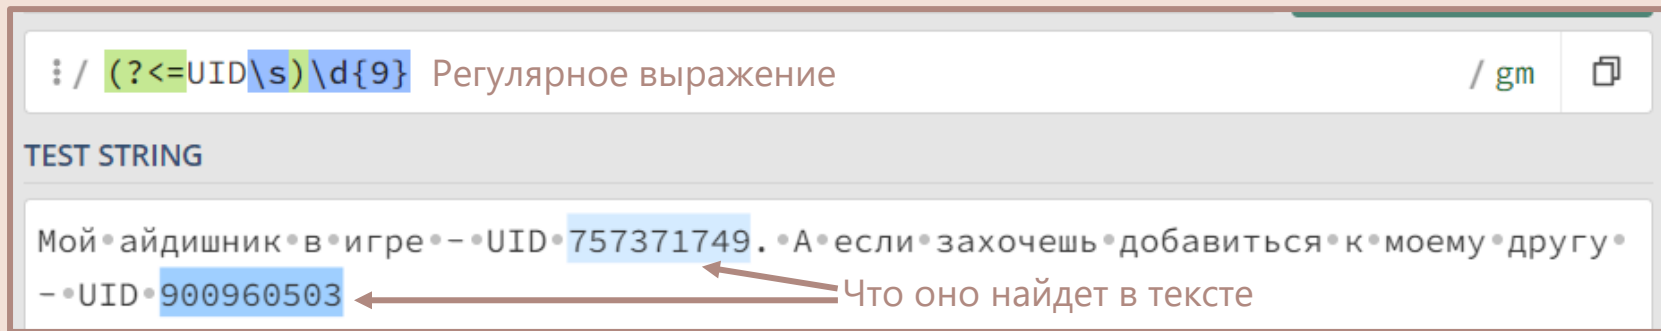 / (?<=UID\s)\d{9} Регулярное выражение / gm
TEST STRING
Мой айдишник в игре - UID 757371749. А если захочешь добавиться к моему другу
- UID 900960503
Что оно найдет в тексте